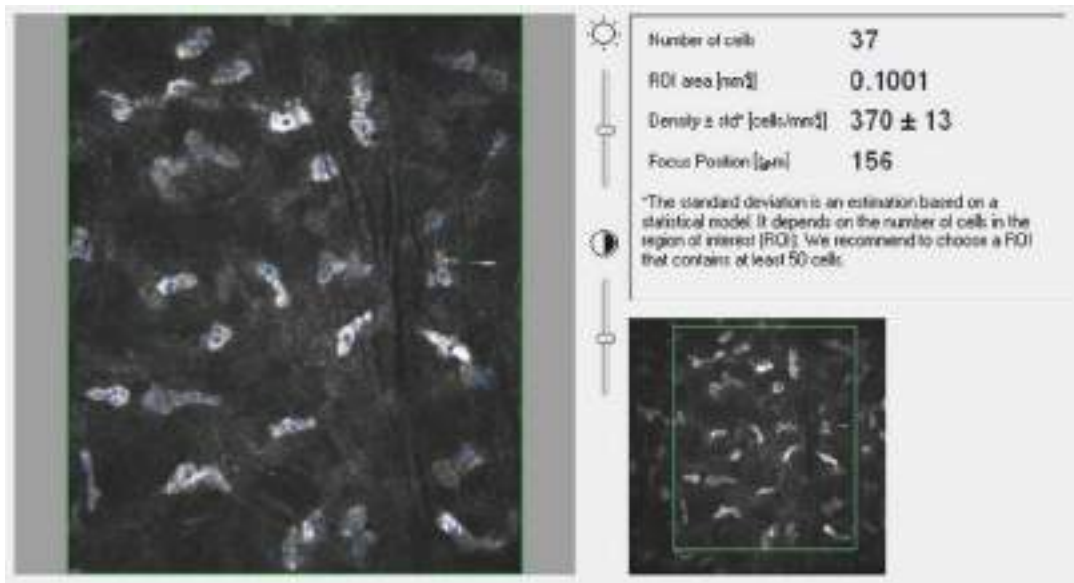 Number of cells 37
ROI area [mm²] 0.1001
Density ± std* [cells/mm²] 370 ± 13
Focus Position [µm] 156
*The standard deviation is an estimation based on a
statistical model. It depends on the number of cells in the
region of interest (ROI). We recommend to choose a ROI
that contains at least 50 cells.